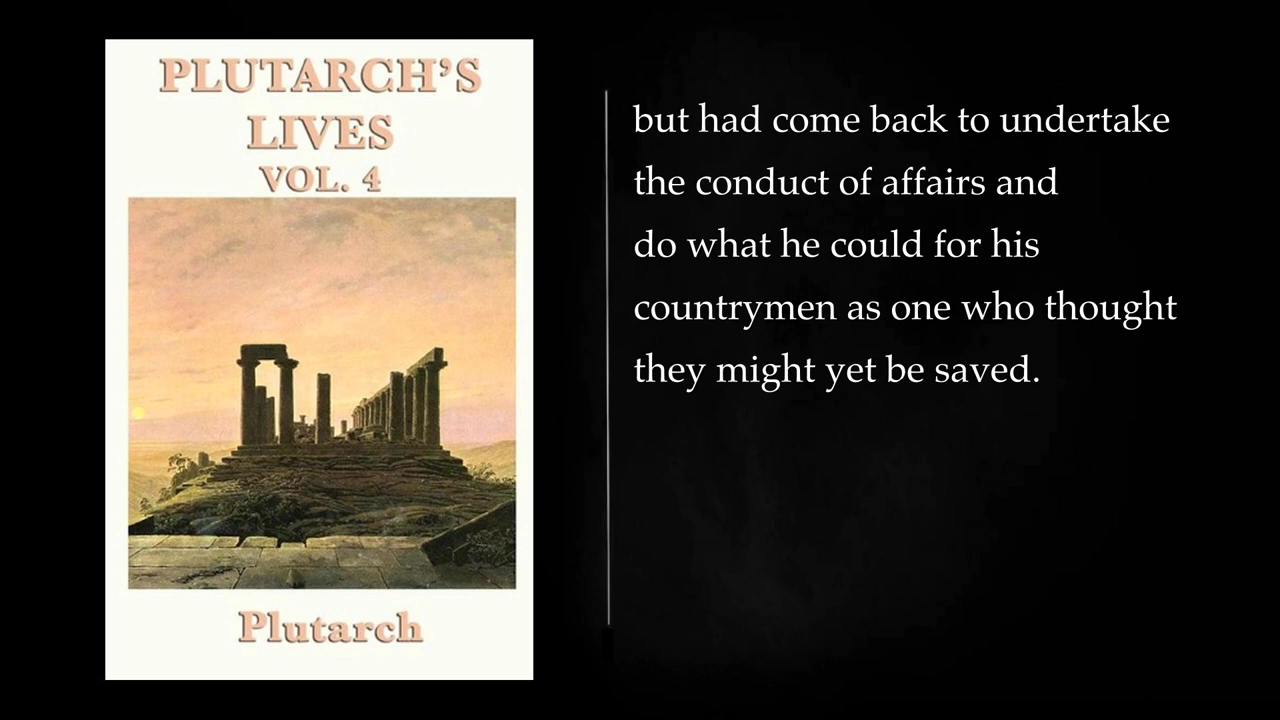 PLUTARCH'S
LIVES
VOL. 4
Plutarch
but had come back to undertake
the conduct of affairs and
do what he could for his
countrymen as one who thought
they might yet be saved.